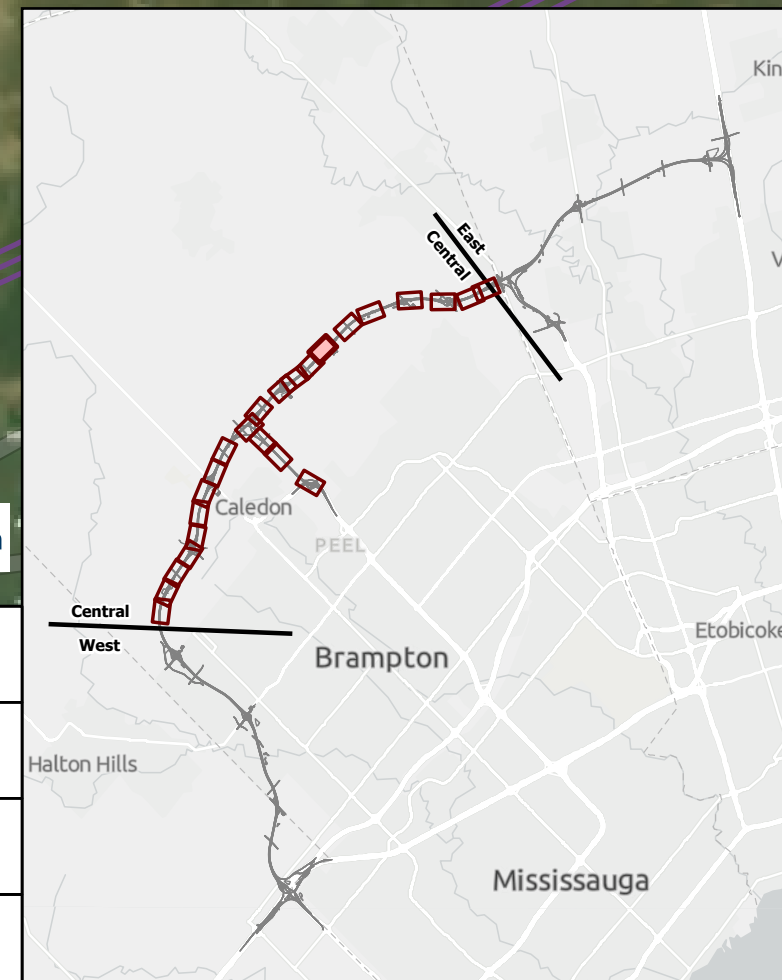 Kin
East
Central
Caledon
PEEL
Central
West
Brampton
Etobicoke
Halton Hills
Mississauga